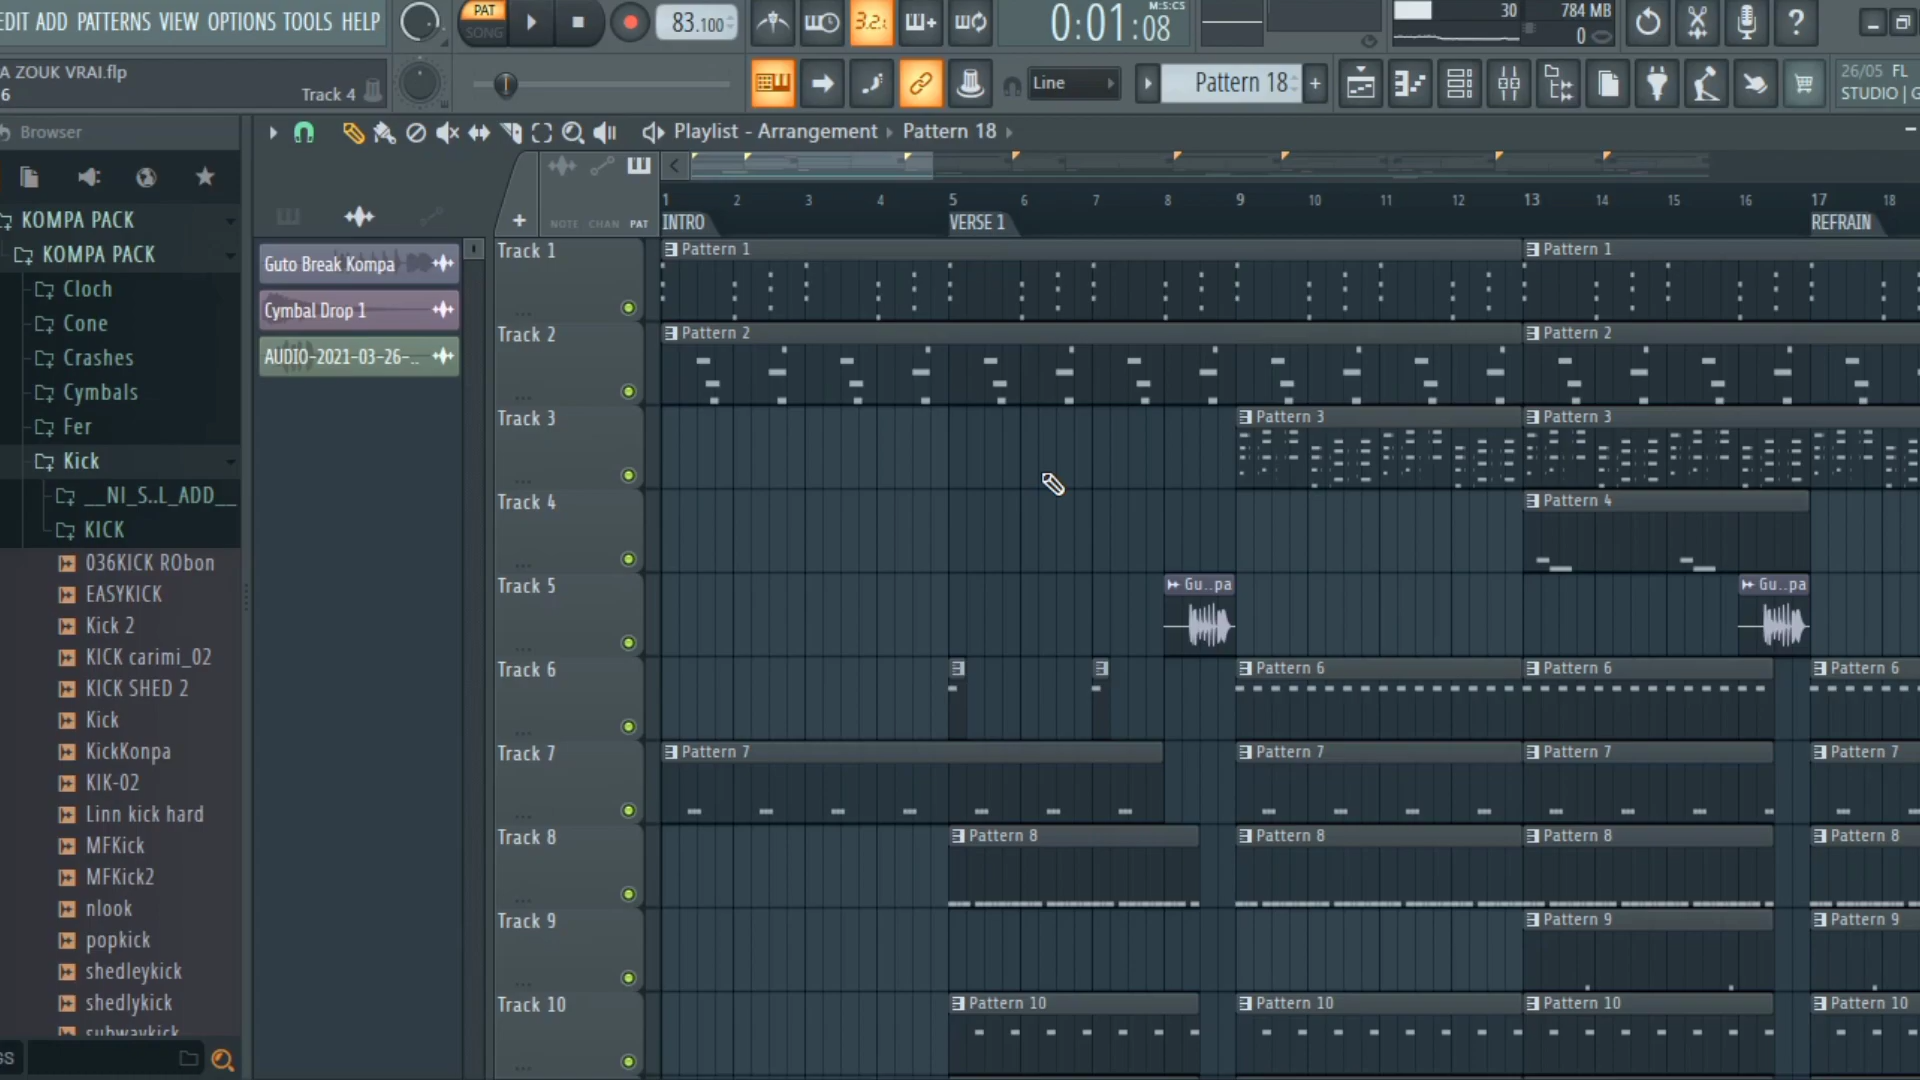 EDIT ADD PATTERNS VIEW OPTIONS TOOLS HELP
PAT
SONG
83.100
3.2.
0:01:08
M:S:CS
30
784 MB
0
A ZOUK VRAI.flp
6
Track 4
Line
Pattern 18
26/05 FL
STUDIO | G
Browser
Playlist - Arrangement Pattern 18
NOTE CHAN PAT
1 2 3 4 5 6 7 8 9 10 11 12 13 14 15 16 17 18
INTRO
VERSE 1
REFRAIN
KOMPA PACK
KOMPA PACK
Cloch
Cone
Crashes
Cymbals
Fer
Kick
__NI_S..L_ADD__
KICK
036KICK RObon
EASYKICK
Kick 2
KICK carimi_02
KICK SHED 2
Kick
KickKonpa
KIK-02
Linn kick hard
MFKick
MFKick2
nlook
popkick
shedleykick
shedlykick
subwaykick
GS
Guto Break Kompa
Cymbal Drop 1
AUDIO-2021-03-26-..
Track 1
Pattern 1
Pattern 1
Track 2
Pattern 2
Pattern 2
Track 3
Pattern 3
Pattern 3
Track 4
Pattern 4
Track 5
Gu..pa
Gu..pa
Track 6
Pattern 6
Pattern 6
Pattern 6
Track 7
Pattern 7
Pattern 7
Pattern 7
Pattern 7
Track 8
Pattern 8
Pattern 8
Pattern 8
Pattern 8
Track 9
Pattern 9
Pattern 9
Track 10
Pattern 10
Pattern 10
Pattern 10
Pattern 10